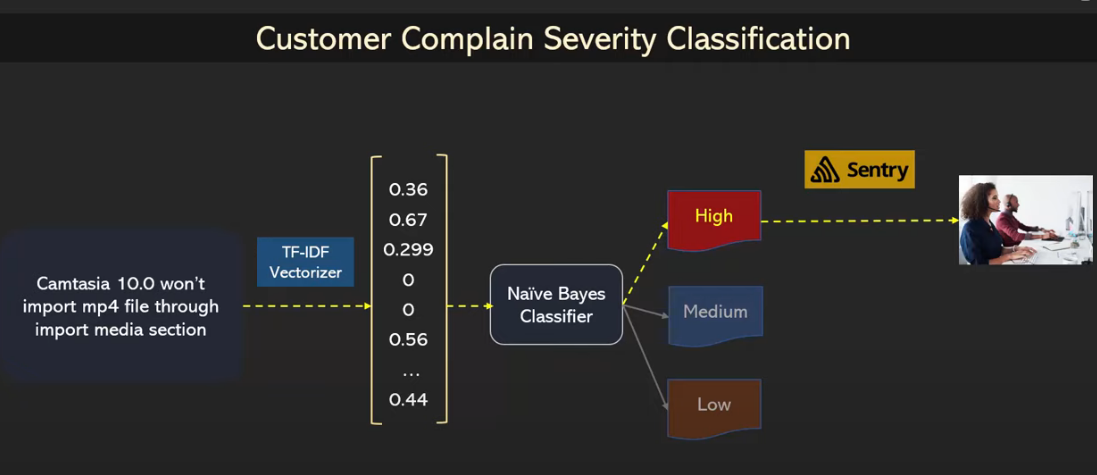 Customer Complain Severity Classification
Camtasia 10.0 won't
import mp4 file through
import media section
TF-IDF
Vectorizer
0.36
0.67
0.299
0
0
0.56
...
0.44
Naïve Bayes
Classifier
High
Medium
Low
Sentry